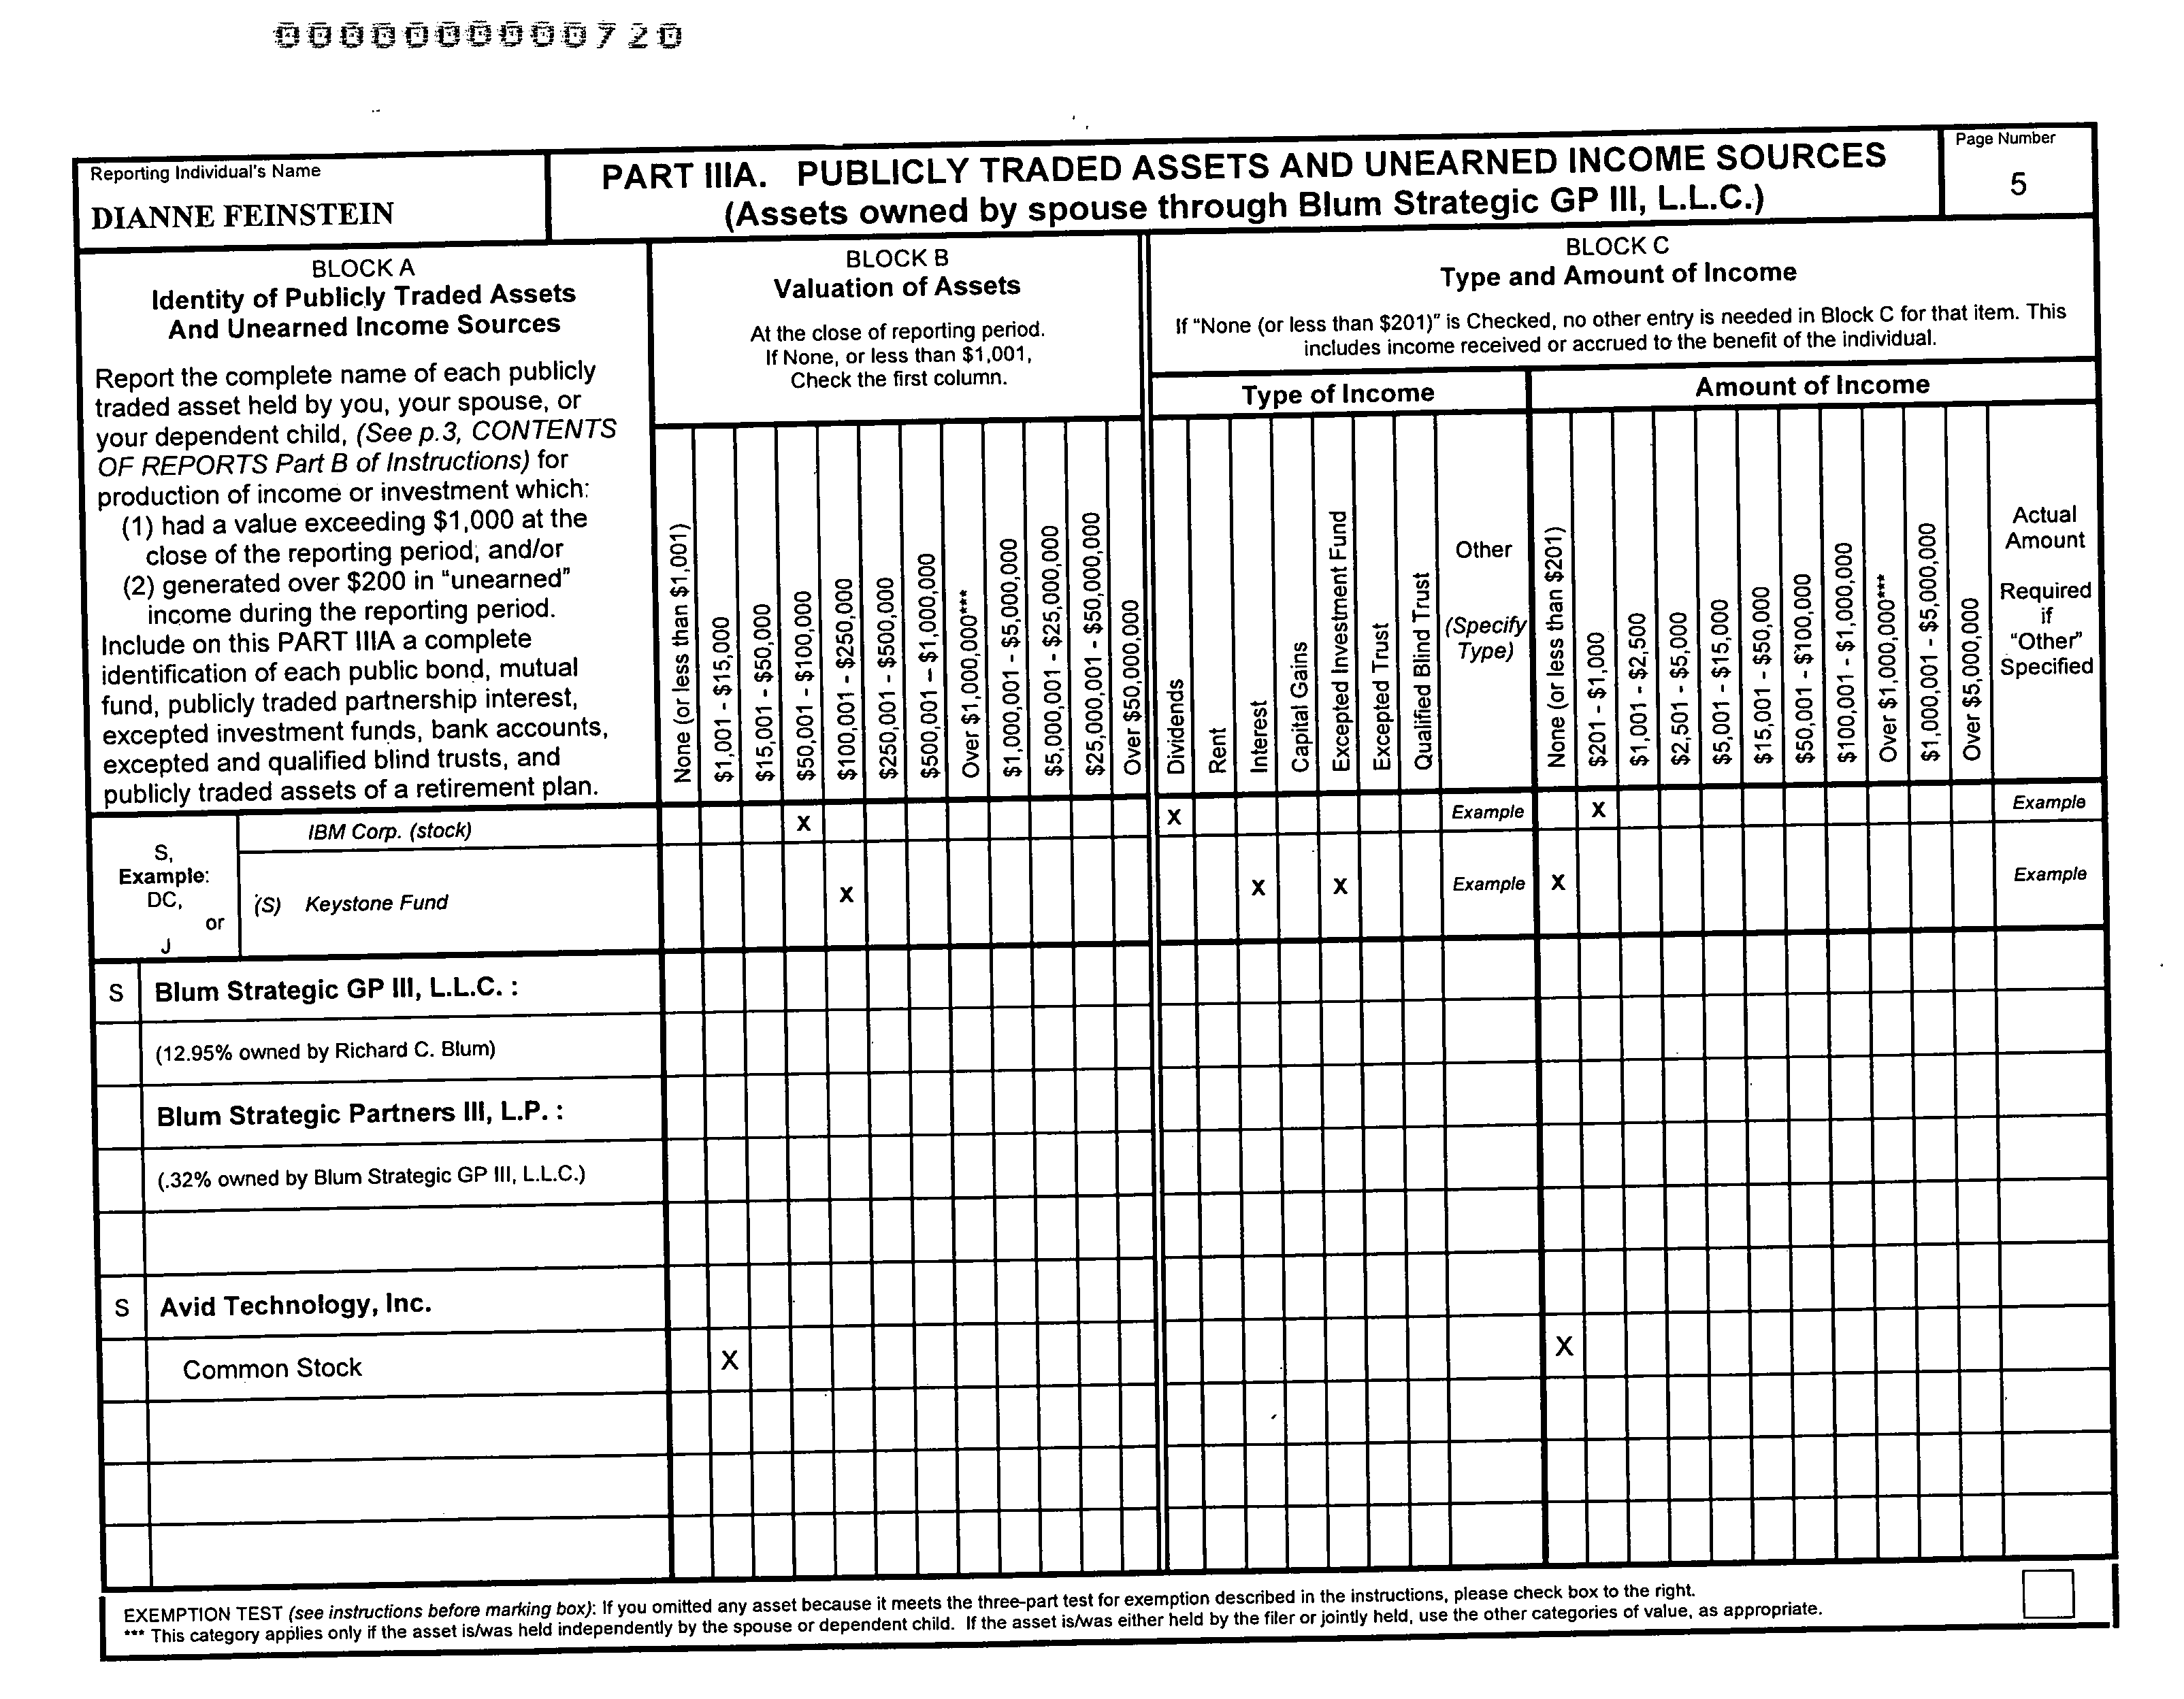 000000000720
Reporting Individual's Name
DIANNE FEINSTEIN
PART IIIA. PUBLICLY TRADED ASSETS AND UNEARNED INCOME SOURCES
(Assets owned by spouse through Blum Strategic GP III, L.L.C.)
Page Number
5
BLOCK A
Identity of Publicly Traded Assets
And Unearned Income Sources
Report the complete name of each publicly
traded asset held by you, your spouse, or
your dependent child, (See p.3, CONTENTS
OF REPORTS Part B of Instructions) for
production of income or investment which:
(1) had a value exceeding $1,000 at the
close of the reporting period; and/or
(2) generated over $200 in "unearned"
income during the reporting period.
Include on this PART IIIA a complete
identification of each public bond, mutual
fund, publicly traded partnership interest,
excepted investment funds, bank accounts,
excepted and qualified blind trusts, and
publicly traded assets of a retirement plan.
BLOCK B
Valuation of Assets
At the close of reporting period.
If None, or less than $1,001,
Check the first column.
None (or less than $1,001)
$1,001 - $15,000
$15,001 - $50,000
$50,001 - $100,000
$100,001 - $250,000
$250,001 - $500,000
$500,001 -- $1,000,000
Over $1,000,000***
$1,000,001 - $5,000,000
$5,000,001 - $25,000,000
$25,000,001 - $50,000,000
Over $50,000,000
BLOCK C
Type and Amount of Income
If "None (or less than $201)" is Checked, no other entry is needed in Block C for that item. This
includes income received or accrued to the benefit of the individual.
Type of Income
Dividends
Rent
Interest
Capital Gains
Excepted Investment Fund
Excepted Trust
Qualified Blind Trust
Other
(Specify
Type)
Amount of Income
None (or less than $201)
$201 - $1,000
$1,001 - $2,500
$2,501 - $5,000
$5,001 - $15,000
$15,001 - $50,000
$50,001 - $100,000
$100,001 - $1,000,000
Over $1,000,000***
$1,000,001 - $5,000,000
Over $5,000,000
Actual
Amount
Required
if
"Other"
Specified
S,
Example:
DC,
or
J
IBM Corp. (stock) X X Example X Example
(S) Keystone Fund X X X Example X Example
S Blum Strategic GP III, L.L.C. :
(12.95% owned by Richard C. Blum)
Blum Strategic Partners III, L.P. :
(.32% owned by Blum Strategic GP III, L.L.C.)
S Avid Technology, Inc.
Common Stock X X
EXEMPTION TEST (see instructions before marking box): If you omitted any asset because it meets the three-part test for exemption described in the instructions, please check box to the right.
*** This category applies only if the asset is/was held independently by the spouse or dependent child. If the asset is/was either held by the filer or jointly held, use the other categories of value, as appropriate.